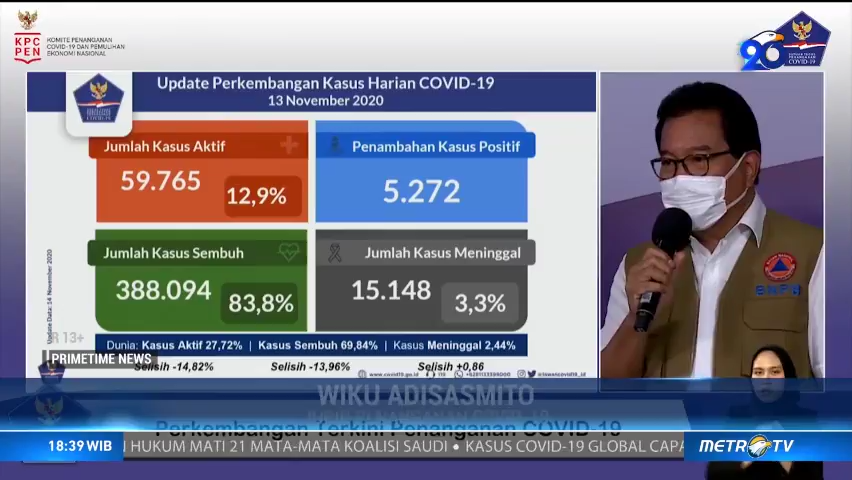 KPC
PEN
KOMITE PENANGANAN
COVID-19 DAN PEMULIHAN
EKONOMI NASIONAL
96
Update Perkembangan Kasus Harian COVID-19
13 November 2020
Jumlah Kasus Aktif
59.765
12,9%
Penambahan Kasus Positif
5.272
Jumlah Kasus Sembuh
388.094
83,8%
Jumlah Kasus Meninggal
15.148
3,3%
Update Data: 14 November 2020
Dunia: Kasus Aktif 27,72% | Kasus Sembuh 69,84% | Kasus Meninggal 2,44%
Selisih -14,82%
Selisih -13,96%
Selisih +0,86
www.covid19.go.id
119
R 13+
PRIMETIME NEWS
BNPB
WIKU ADISASMITO
Perkembangan Terkini Penanganan COVID-19
18:39 WIB
HUKUM MATI 21 MATA-MATA KOALISI SAUDI • KASUS COVID-19 GLOBAL CAPA
METRO TV